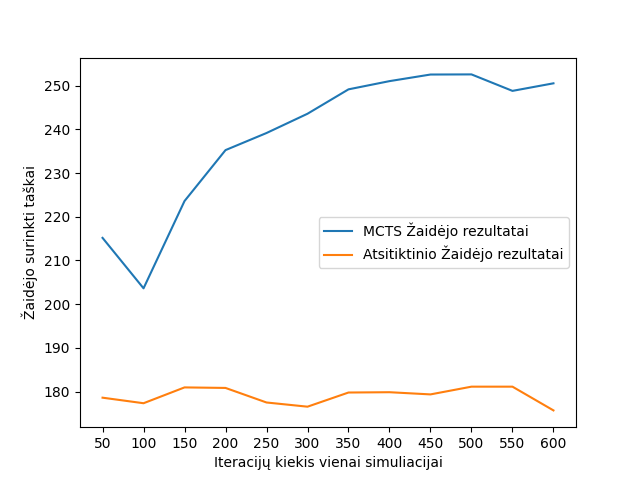 250
240
230
220
210
200
190
180
Žaidėjo surinkti taškai
MCTS Žaidėjo rezultatai
Atsitiktinio Žaidėjo rezultatai
50 100 150 200 250 300 350 400 450 500 550 600
Iteracijų kiekis vienai simuliacijai